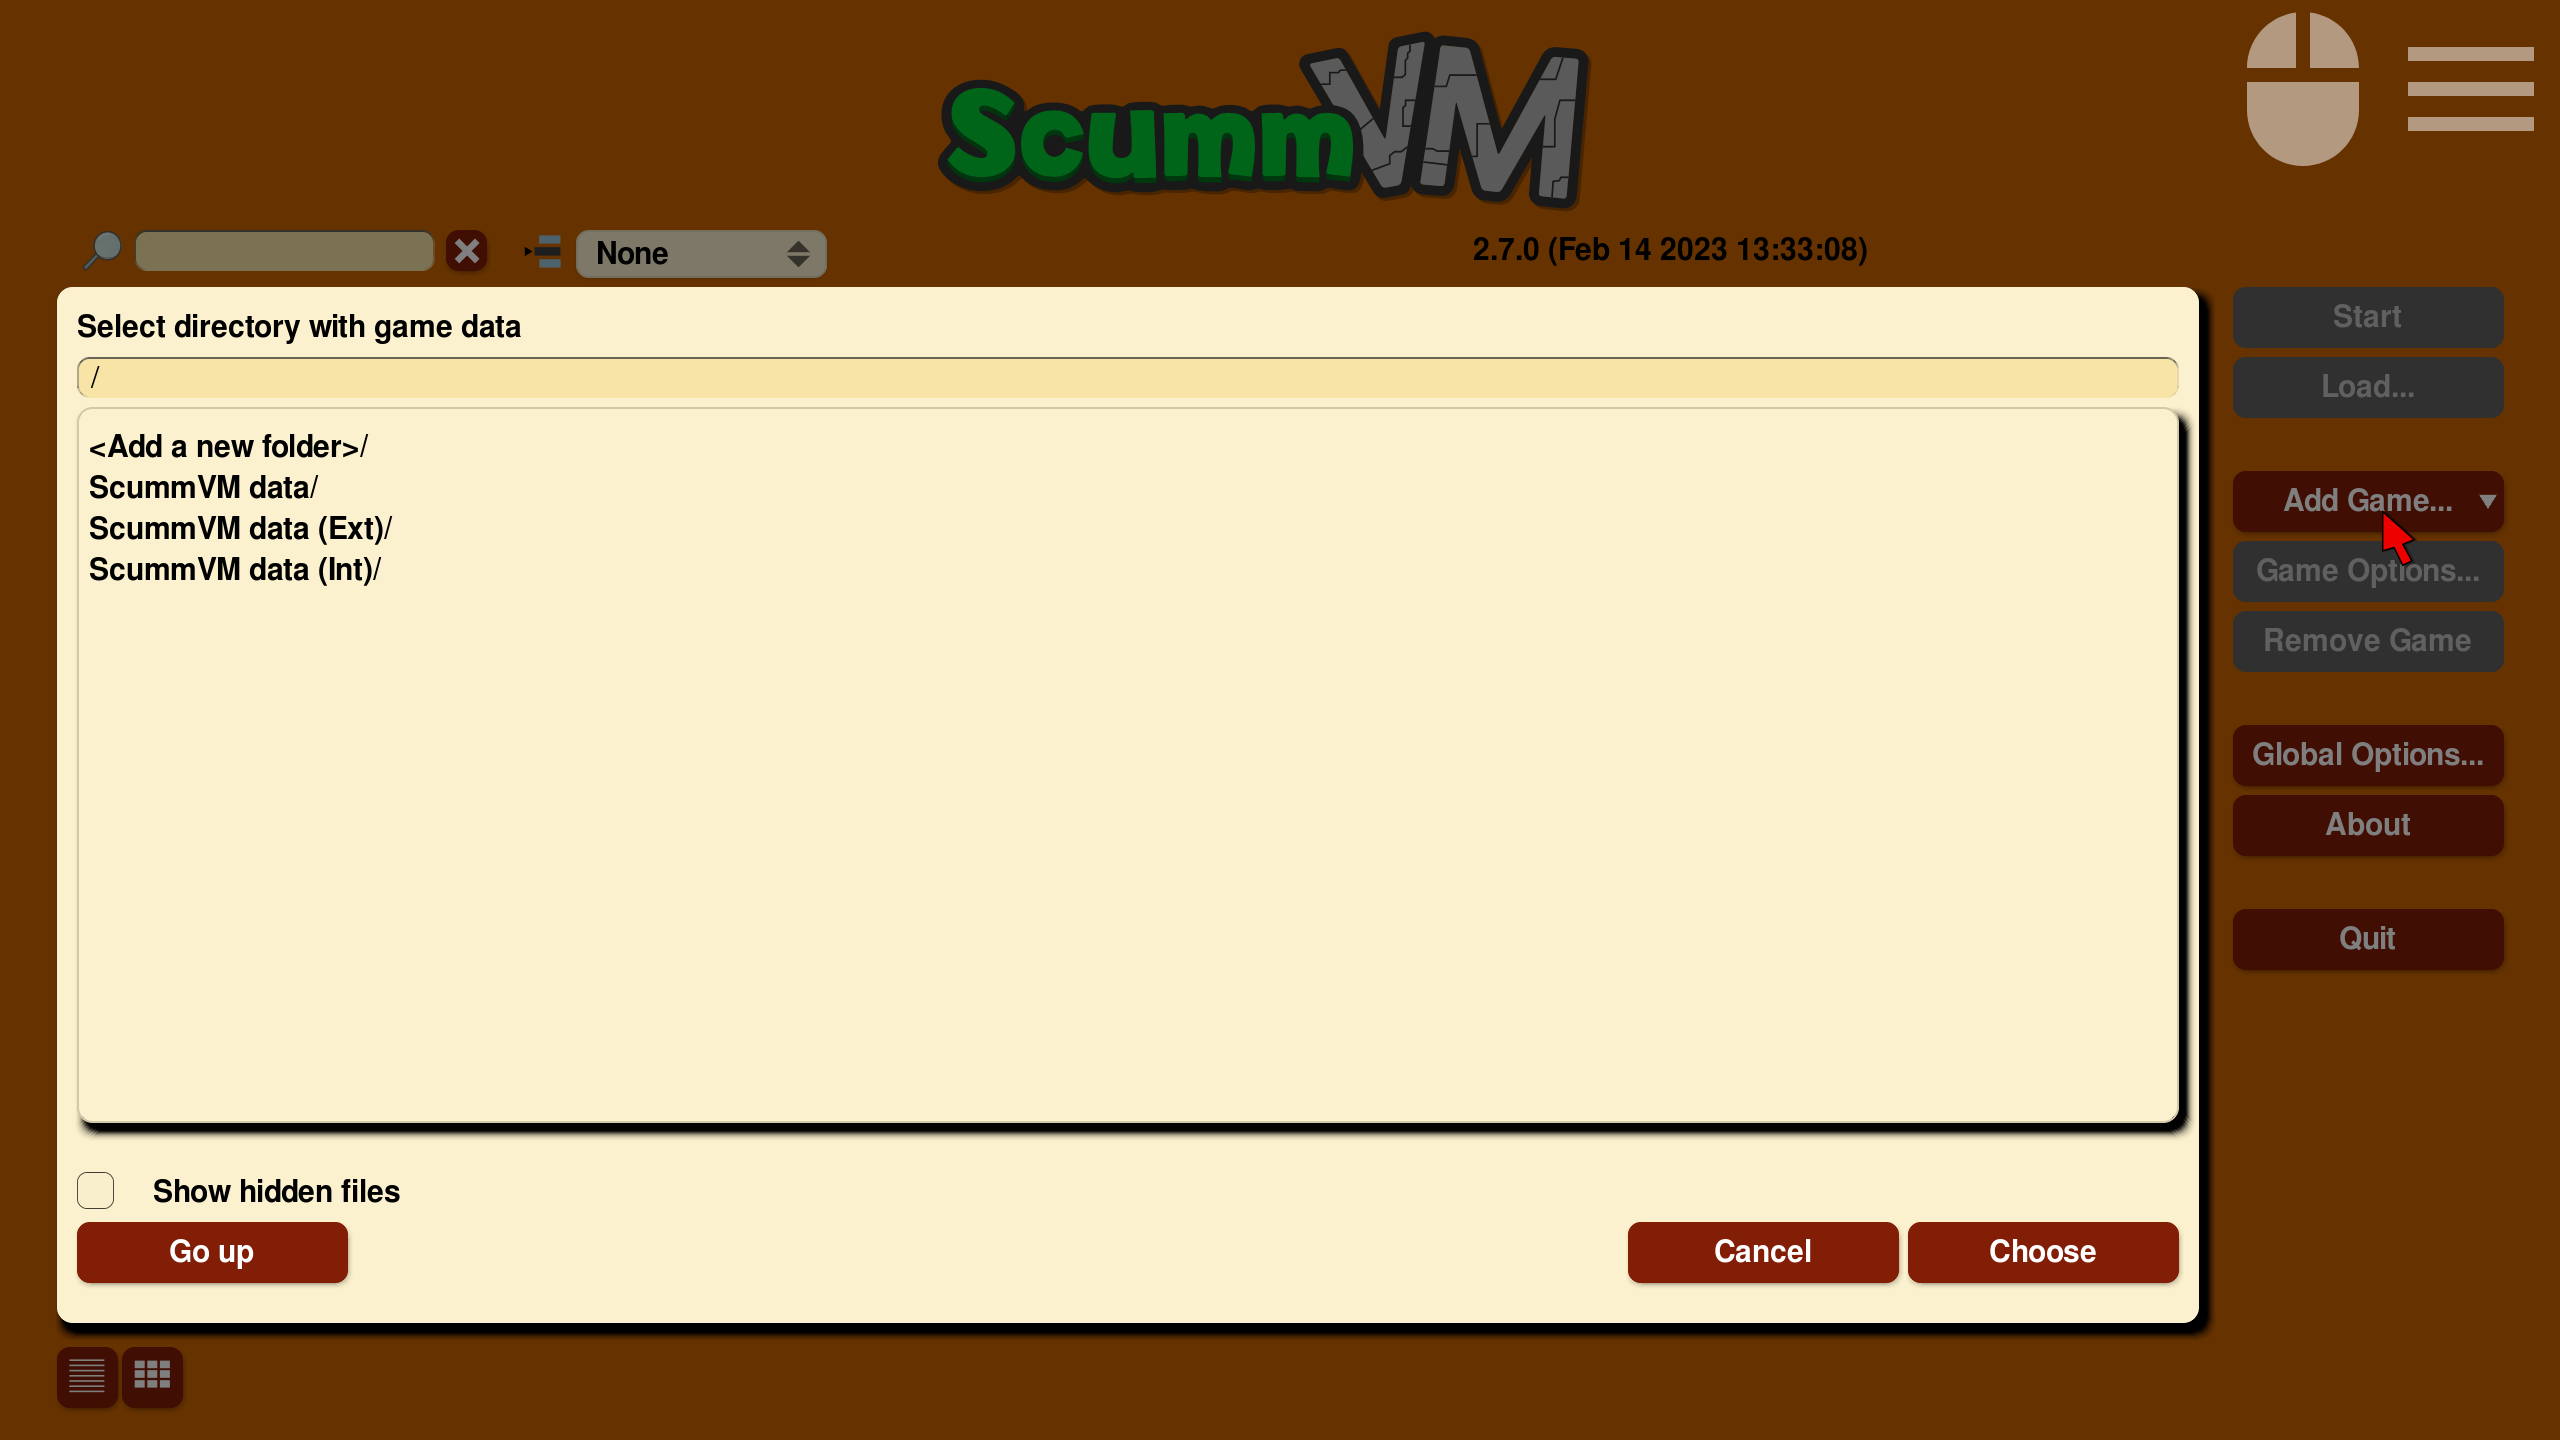 ScummVM
None
2.7.0 (Feb 14 2023 13:33:08)
Select directory with game data
/
<Add a new folder>/
ScummVM data/
ScummVM data (Ext)/
ScummVM data (Int)/
Show hidden files
Go up
Cancel
Choose
Start
Load...
Add Game...
Game Options...
Remove Game
Global Options...
About
Quit